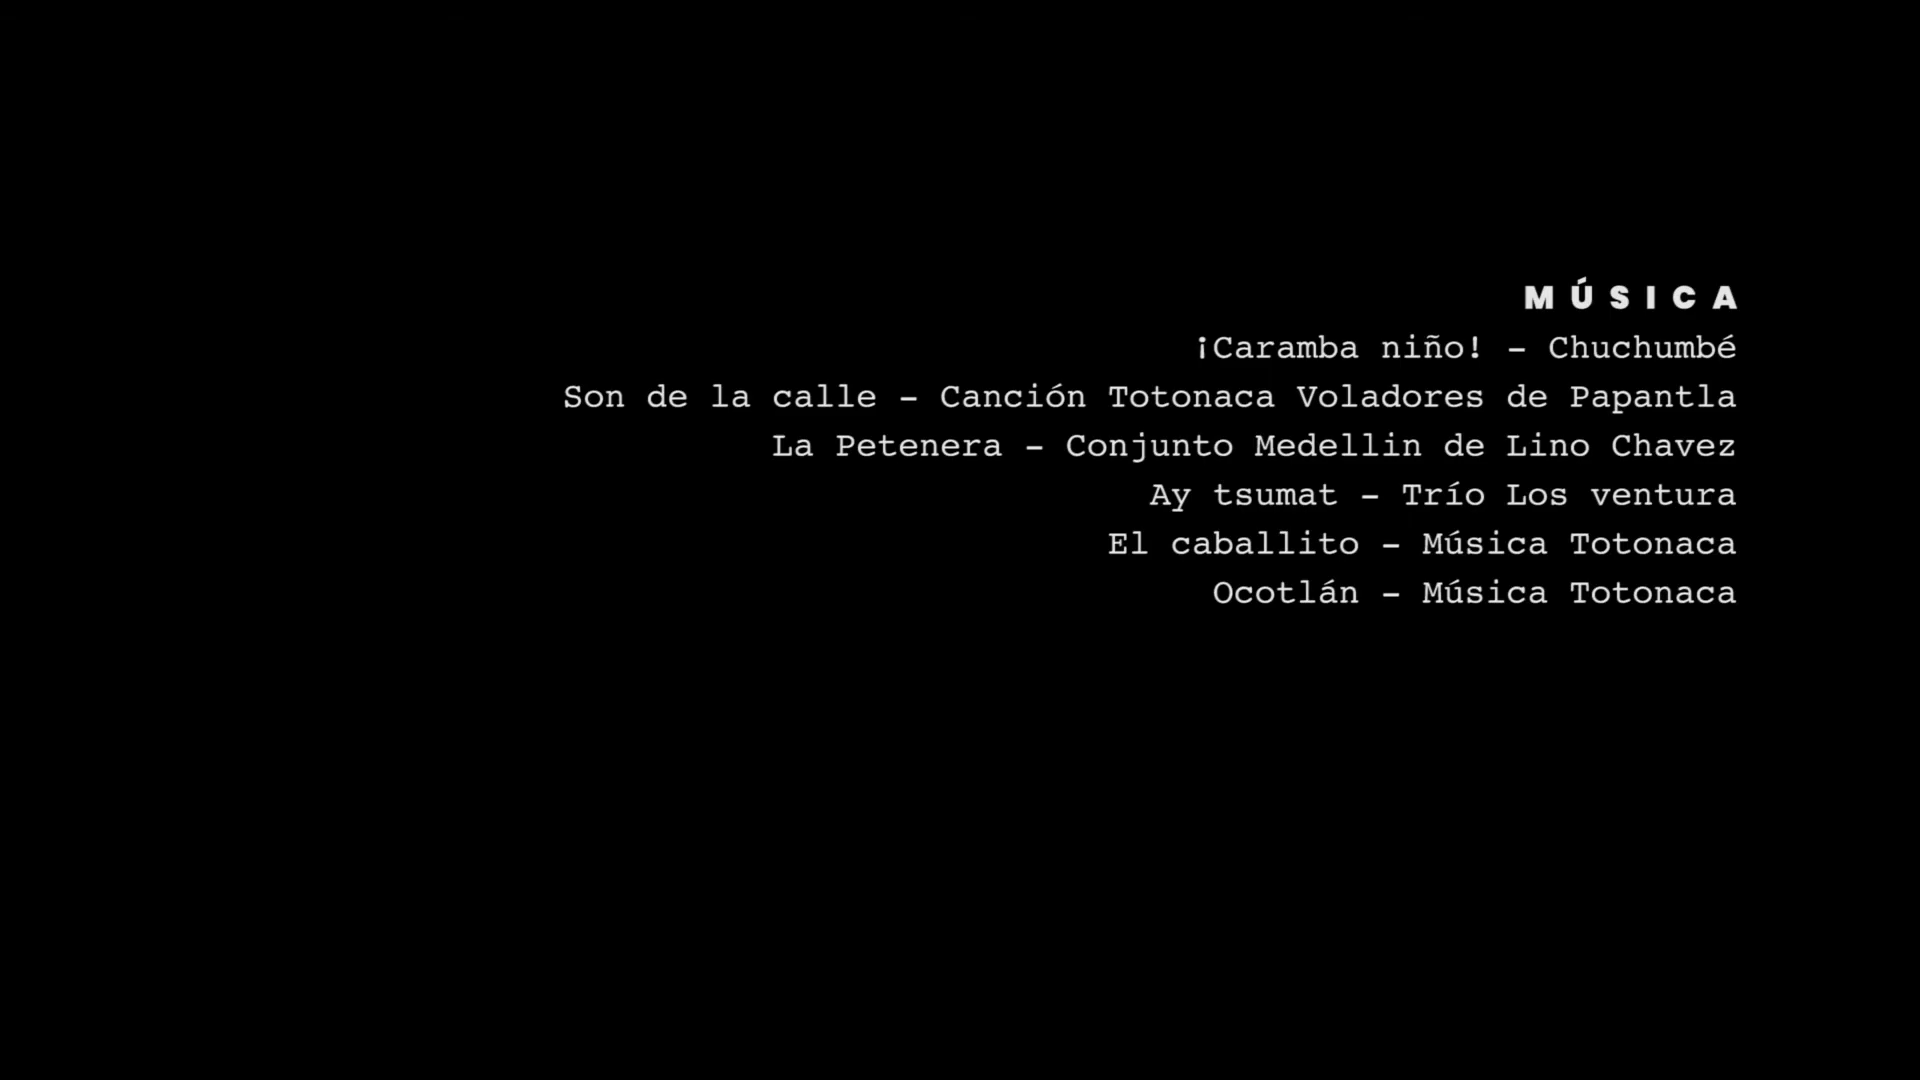 MÚSICA
¡Caramba niño! - Chuchumbé
Son de la calle - Canción Totonaca Voladores de Papantla
La Petenera - Conjunto Medellin de Lino Chavez
Ay tsumat - Trío Los ventura
El caballito - Música Totonaca
Ocotlán - Música Totonaca